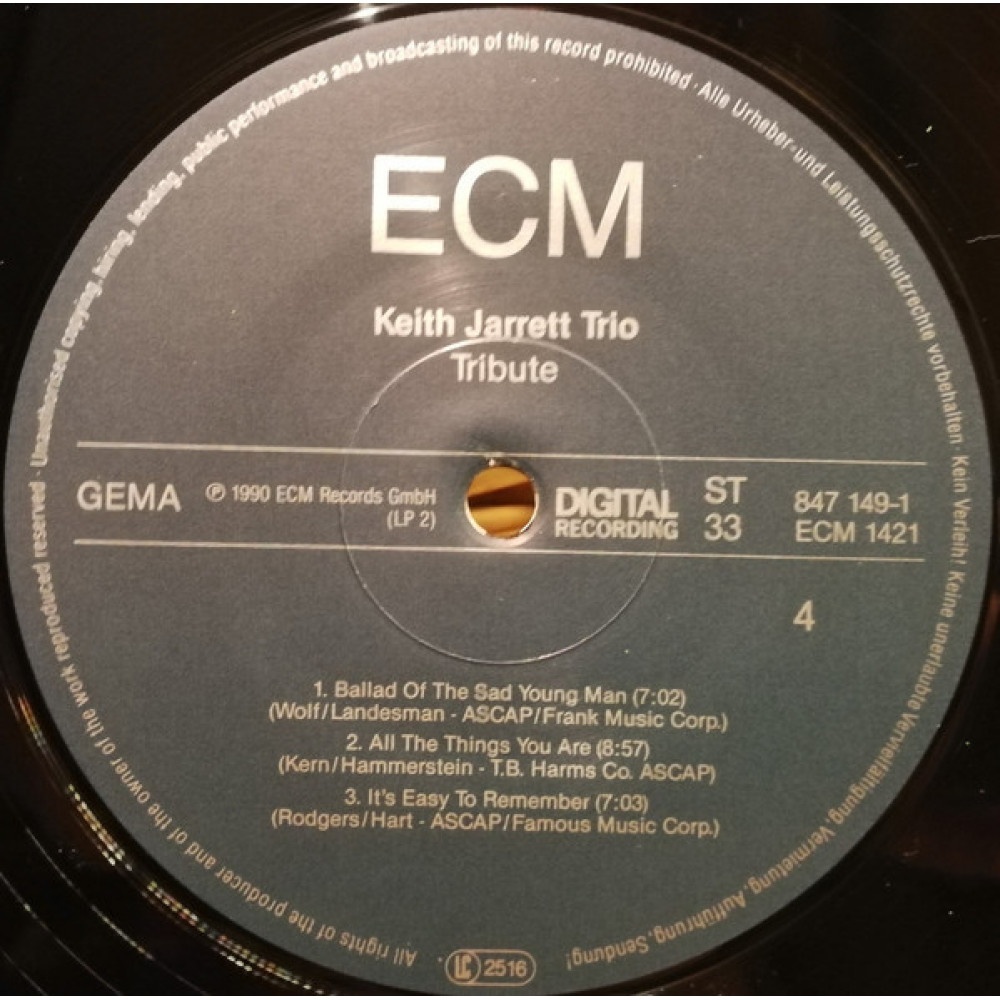 ECM
Keith Jarrett Trio
Tribute
GEMA
℗ 1990 ECM Records GmbH
(LP 2)
DIGITAL
RECORDING
ST
33
847 149-1
ECM 1421
4
1. Ballad Of The Sad Young Man (7:02)
(Wolf/Landesman - ASCAP/Frank Music Corp.)
2. All The Things You Are (8:57)
(Kern/Hammerstein - T.B. Harms Co. ASCAP)
3. It's Easy To Remember (7:03)
(Rodgers/Hart - ASCAP/Famous Music Corp.)
All rights of the producer and of the owner of the work reproduced reserved · Unauthorised copying, hiring, lending, public performance and broadcasting of this record prohibited · Alle Urheber- und Leistungsschutzrechte vorbehalten · Kein Verleih! Keine unerlaubte Vervielfältigung, Vermietung, Aufführung, Sendung!
LC 2516